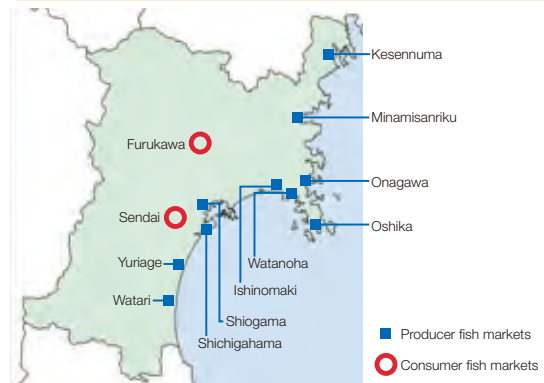 Kesennuma
Minamisanriku
Furukawa
Onagawa
Sendai
Oshika
Yuriage
Watanoha
Ishinomaki
Watari
Shiogama
Shichigahama
Producer fish markets
Consumer fish markets